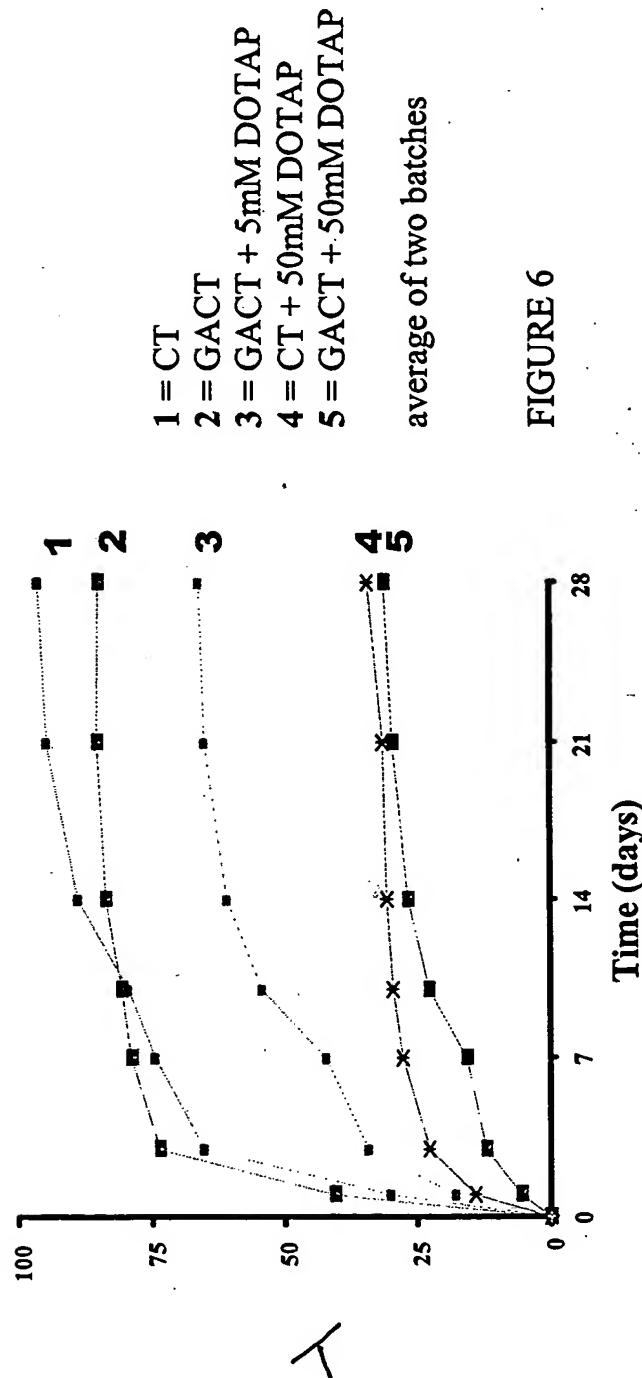 100
75
50
25
0
0
7
14
21
28
Time (days)
1
2
3
4
5
1 = CT
2 = GACT
3 = GACT + 5mM DOTAP
4 = CT + 50mM DOTAP
5 = GACT + 50mM DOTAP
average of two batches
FIGURE 6